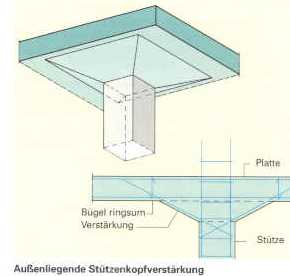 Platte
Bügel ringsum
Verstärkung
Stütze
Außenliegende Stützenkopfverstärkung